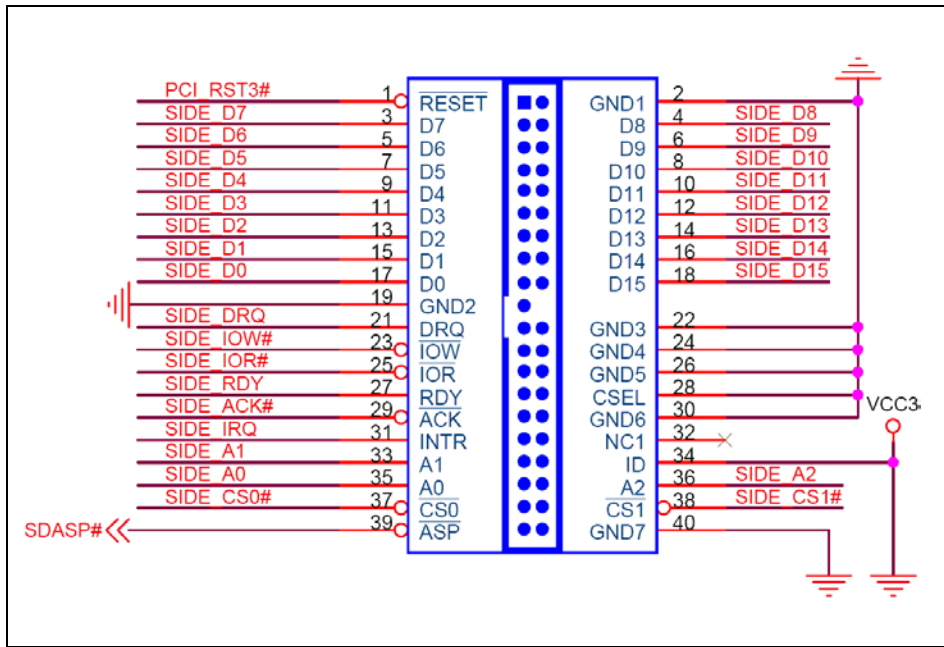 PCI_RST3# 1 RESET GND1 2
SIDE_D7 3 D7 D8 4 SIDE_D8
SIDE_D6 5 D6 D9 6 SIDE_D9
SIDE_D5 7 D5 D10 8 SIDE_D10
SIDE_D4 9 D4 D11 10 SIDE_D11
SIDE_D3 11 D3 D12 12 SIDE_D12
SIDE_D2 13 D2 D13 14 SIDE_D13
SIDE_D1 15 D1 D14 16 SIDE_D14
SIDE_D0 17 D0 D15 18 SIDE_D15
19 GND2
SIDE_DRQ 21 DRQ GND3 22
SIDE_IOW# 23 IOW GND4 24
SIDE_IOR# 25 IOR GND5 26
SIDE_RDY 27 RDY CSEL 28
SIDE_ACK# 29 ACK GND6 30
VCC3
SIDE_IRQ 31 INTR NC1 32
SIDE_A1 33 A1 ID 34
SIDE_A0 35 A0 A2 36 SIDE_A2
SIDE_CS0# 37 CS0 CS1 38 SIDE_CS1#
SDASP# 39 ASP GND7 40